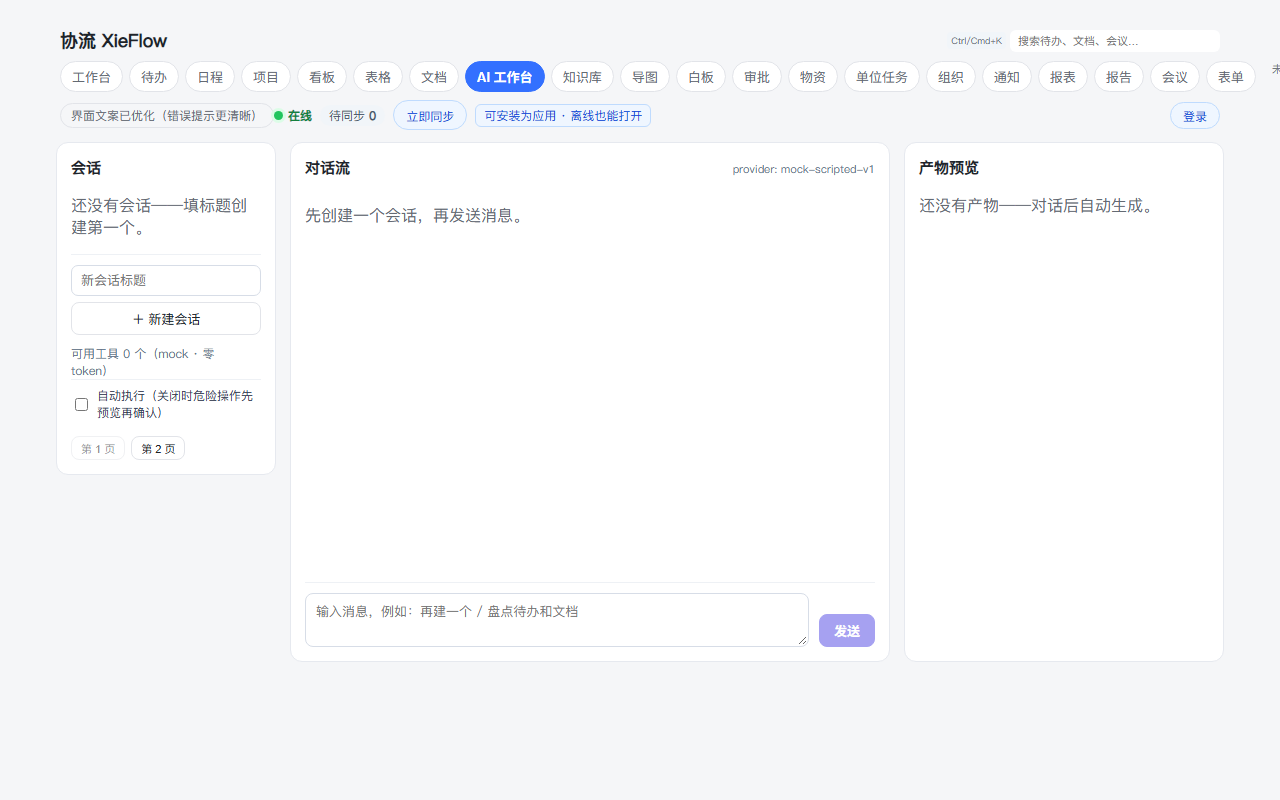 协流 XieFlow
Ctrl/Cmd+K
搜索待办、文档、会议…
工作台
待办
日程
项目
看板
表格
文档
AI 工作台
知识库
导图
白板
审批
物资
单位任务
组织
通知
报表
报告
会议
表单
界面文案已优化（错误提示更清晰）
在线
待同步 0
立即同步
可安装为应用 · 离线也能打开
登录
会话
还没有会话——填标题创
建第一个。
新会话标题
＋ 新建会话
可用工具 0 个（mock · 零
token）
自动执行（关闭时危险操作先
预览再确认）
第 1 页
第 2 页
对话流
provider: mock-scripted-v1
先创建一个会话，再发送消息。
输入消息，例如：再建一个 / 盘点待办和文档
发送
产物预览
还没有产物——对话后自动生成。